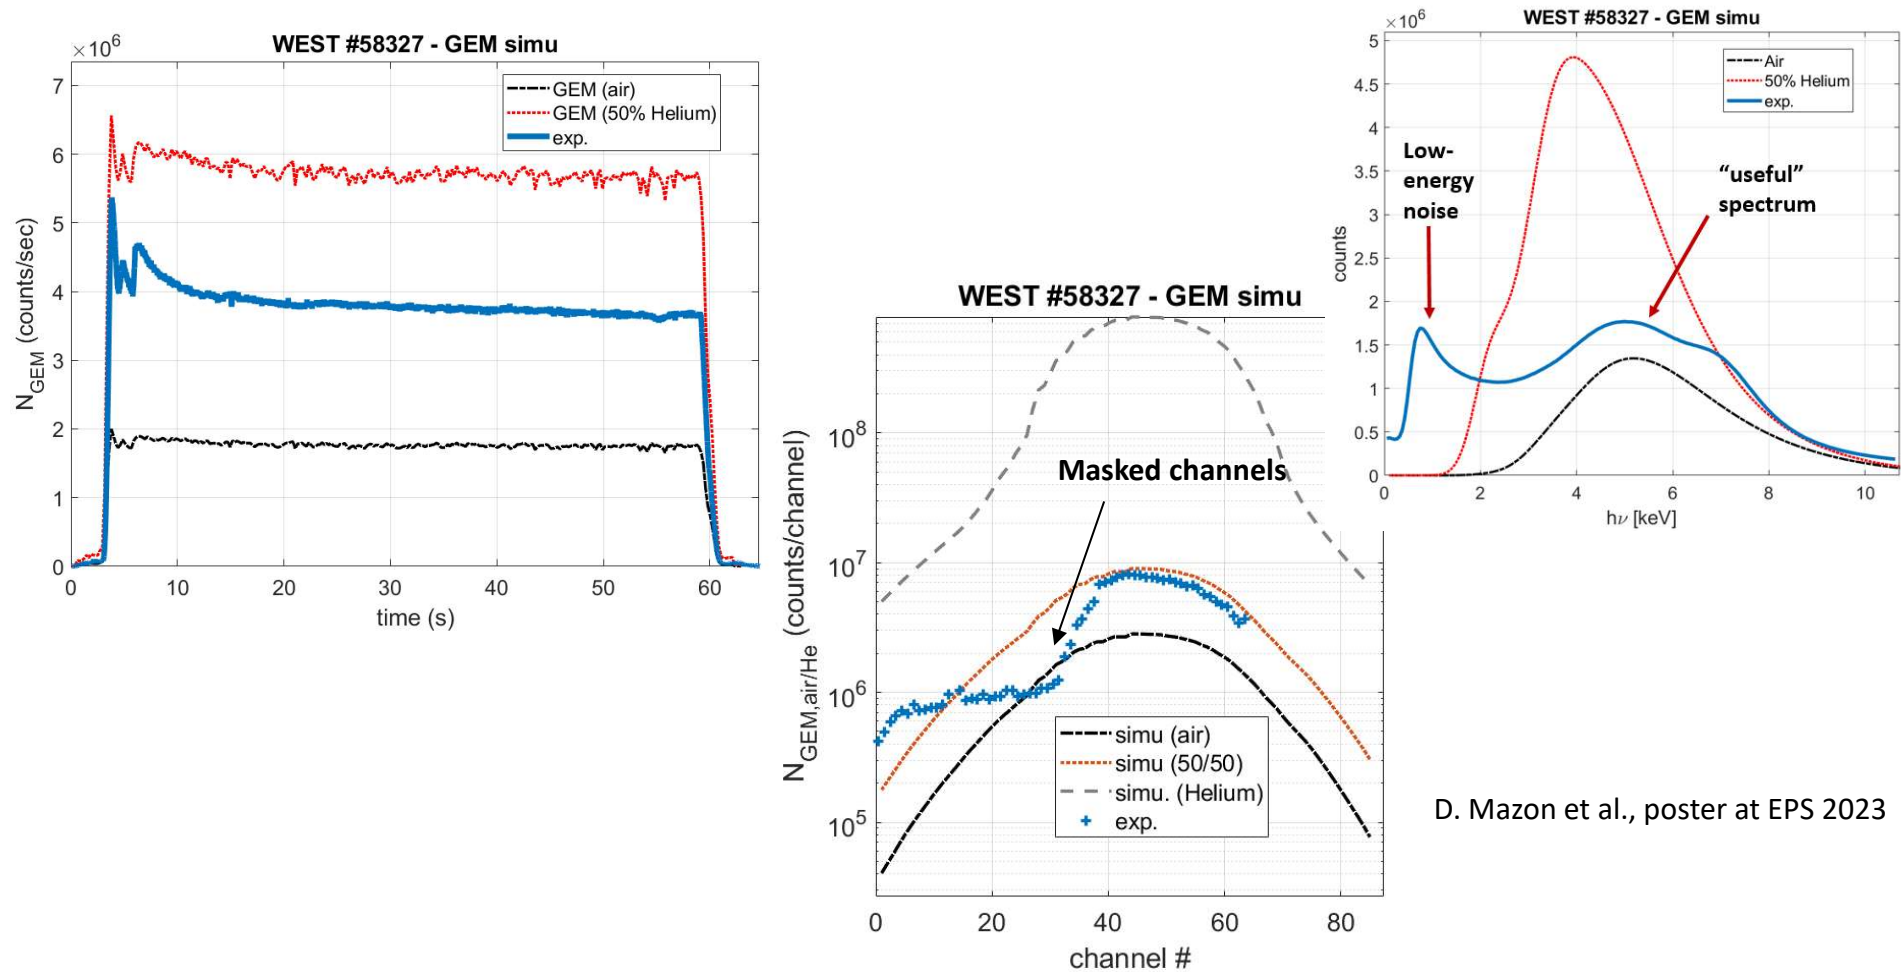 WEST #58327 - GEM simu
×10⁶
7
6
5
4
3
2
1
0
N_GEM (counts/sec)
GEM (air)
GEM (50% Helium)
exp.
0 10 20 30 40 50 60
time (s)
WEST #58327 - GEM simu
10⁸
10⁷
10⁶
10⁵
N_GEM,air/He (counts/channel)
Masked channels
simu (air)
simu (50/50)
simu. (Helium)
exp.
0 20 40 60 80
channel #
WEST #58327 - GEM simu
×10⁶
5
4.5
4
3.5
3
2.5
2
1.5
1
0.5
0
counts
Air
50% Helium
exp.
Low-
energy
noise
“useful”
spectrum
0 2 4 6 8 10
hν [keV]
D. Mazon et al., poster at EPS 2023